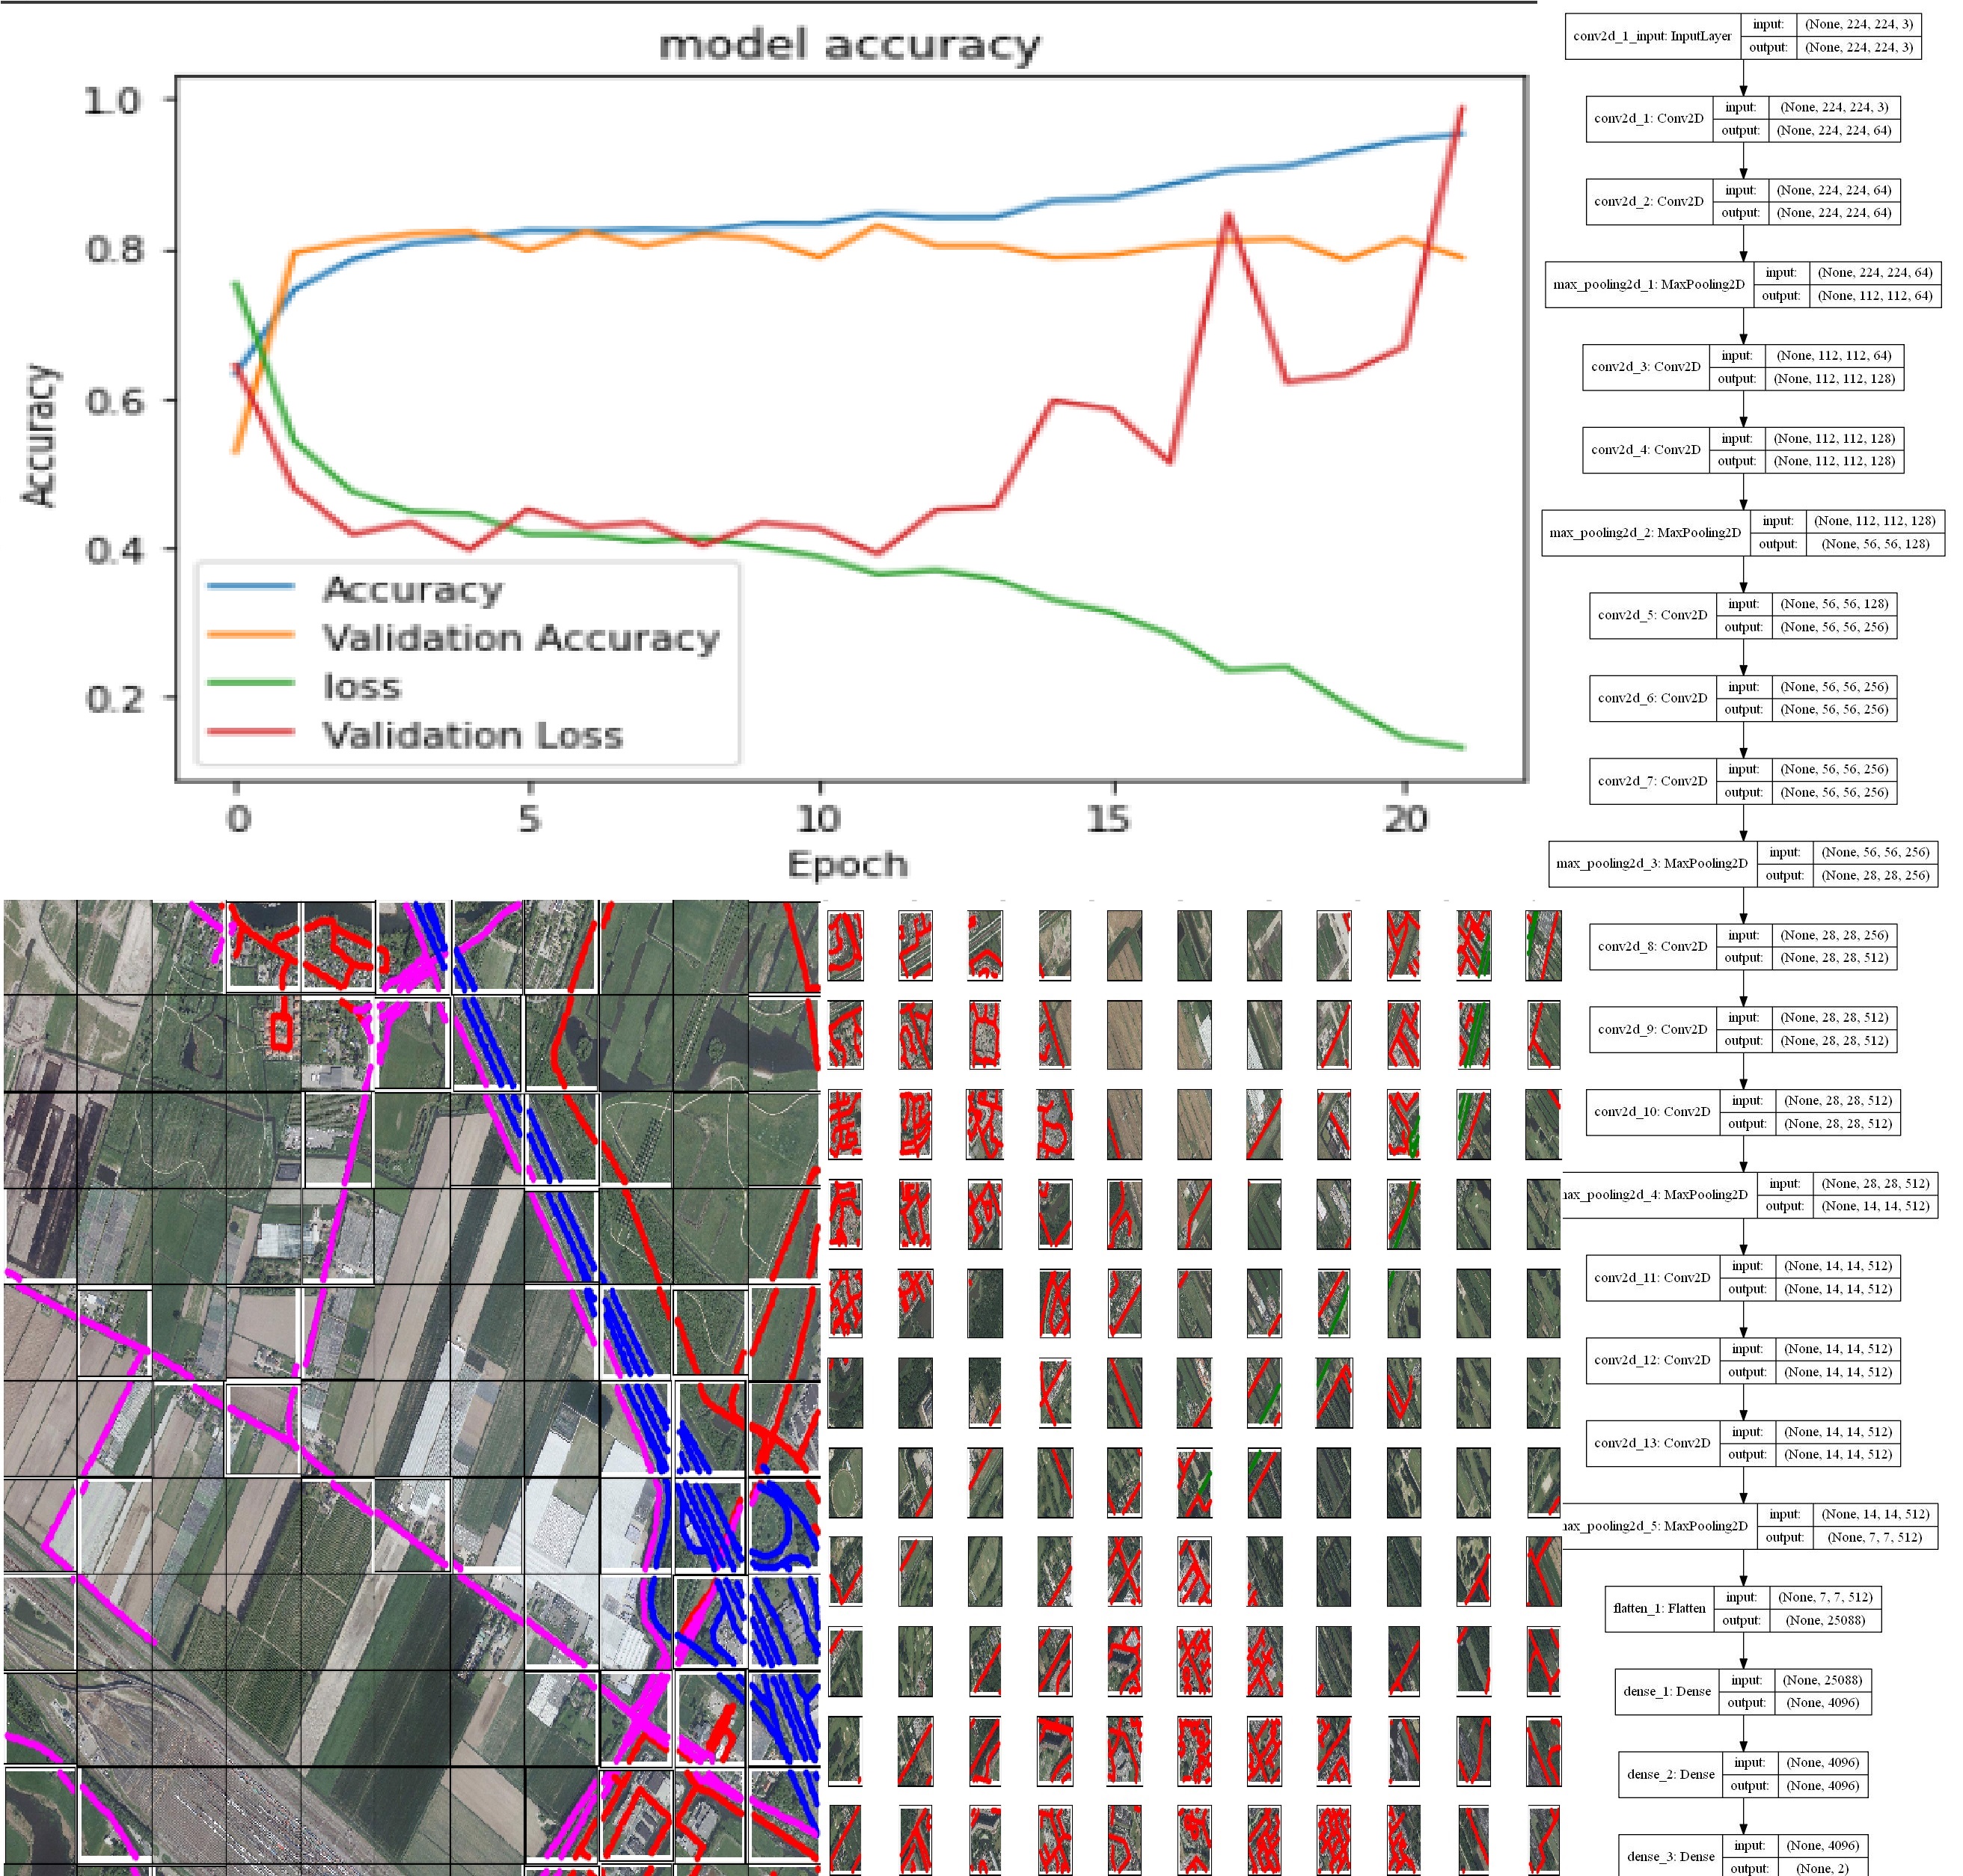 model accuracy
1.0
0.8
0.6
0.4
0.2
Accuracy
Accuracy
Validation Accuracy
loss
Validation Loss
0 5 10 15 20
Epoch
conv2d_1_input: InputLayer input: (None, 224, 224, 3)
output: (None, 224, 224, 3)
conv2d_1: Conv2D input: (None, 224, 224, 3)
output: (None, 224, 224, 64)
conv2d_2: Conv2D input: (None, 224, 224, 64)
output: (None, 224, 224, 64)
max_pooling2d_1: MaxPooling2D input: (None, 224, 224, 64)
output: (None, 112, 112, 64)
conv2d_3: Conv2D input: (None, 112, 112, 64)
output: (None, 112, 112, 128)
conv2d_4: Conv2D input: (None, 112, 112, 128)
output: (None, 112, 112, 128)
max_pooling2d_2: MaxPooling2D input: (None, 112, 112, 128)
output: (None, 56, 56, 128)
conv2d_5: Conv2D input: (None, 56, 56, 128)
output: (None, 56, 56, 256)
conv2d_6: Conv2D input: (None, 56, 56, 256)
output: (None, 56, 56, 256)
conv2d_7: Conv2D input: (None, 56, 56, 256)
output: (None, 56, 56, 256)
max_pooling2d_3: MaxPooling2D input: (None, 56, 56, 256)
output: (None, 28, 28, 256)
conv2d_8: Conv2D input: (None, 28, 28, 256)
output: (None, 28, 28, 512)
conv2d_9: Conv2D input: (None, 28, 28, 512)
output: (None, 28, 28, 512)
conv2d_10: Conv2D input: (None, 28, 28, 512)
output: (None, 28, 28, 512)
ax_pooling2d_4: MaxPooling2D input: (None, 28, 28, 512)
output: (None, 14, 14, 512)
conv2d_11: Conv2D input: (None, 14, 14, 512)
output: (None, 14, 14, 512)
conv2d_12: Conv2D input: (None, 14, 14, 512)
output: (None, 14, 14, 512)
conv2d_13: Conv2D input: (None, 14, 14, 512)
output: (None, 14, 14, 512)
ax_pooling2d_5: MaxPooling2D input: (None, 14, 14, 512)
output: (None, 7, 7, 512)
flatten_1: Flatten input: (None, 7, 7, 512)
output: (None, 25088)
dense_1: Dense input: (None, 25088)
output: (None, 4096)
dense_2: Dense input: (None, 4096)
output: (None, 4096)
dense_3: Dense input: (None, 4096)
output: (None, 2)